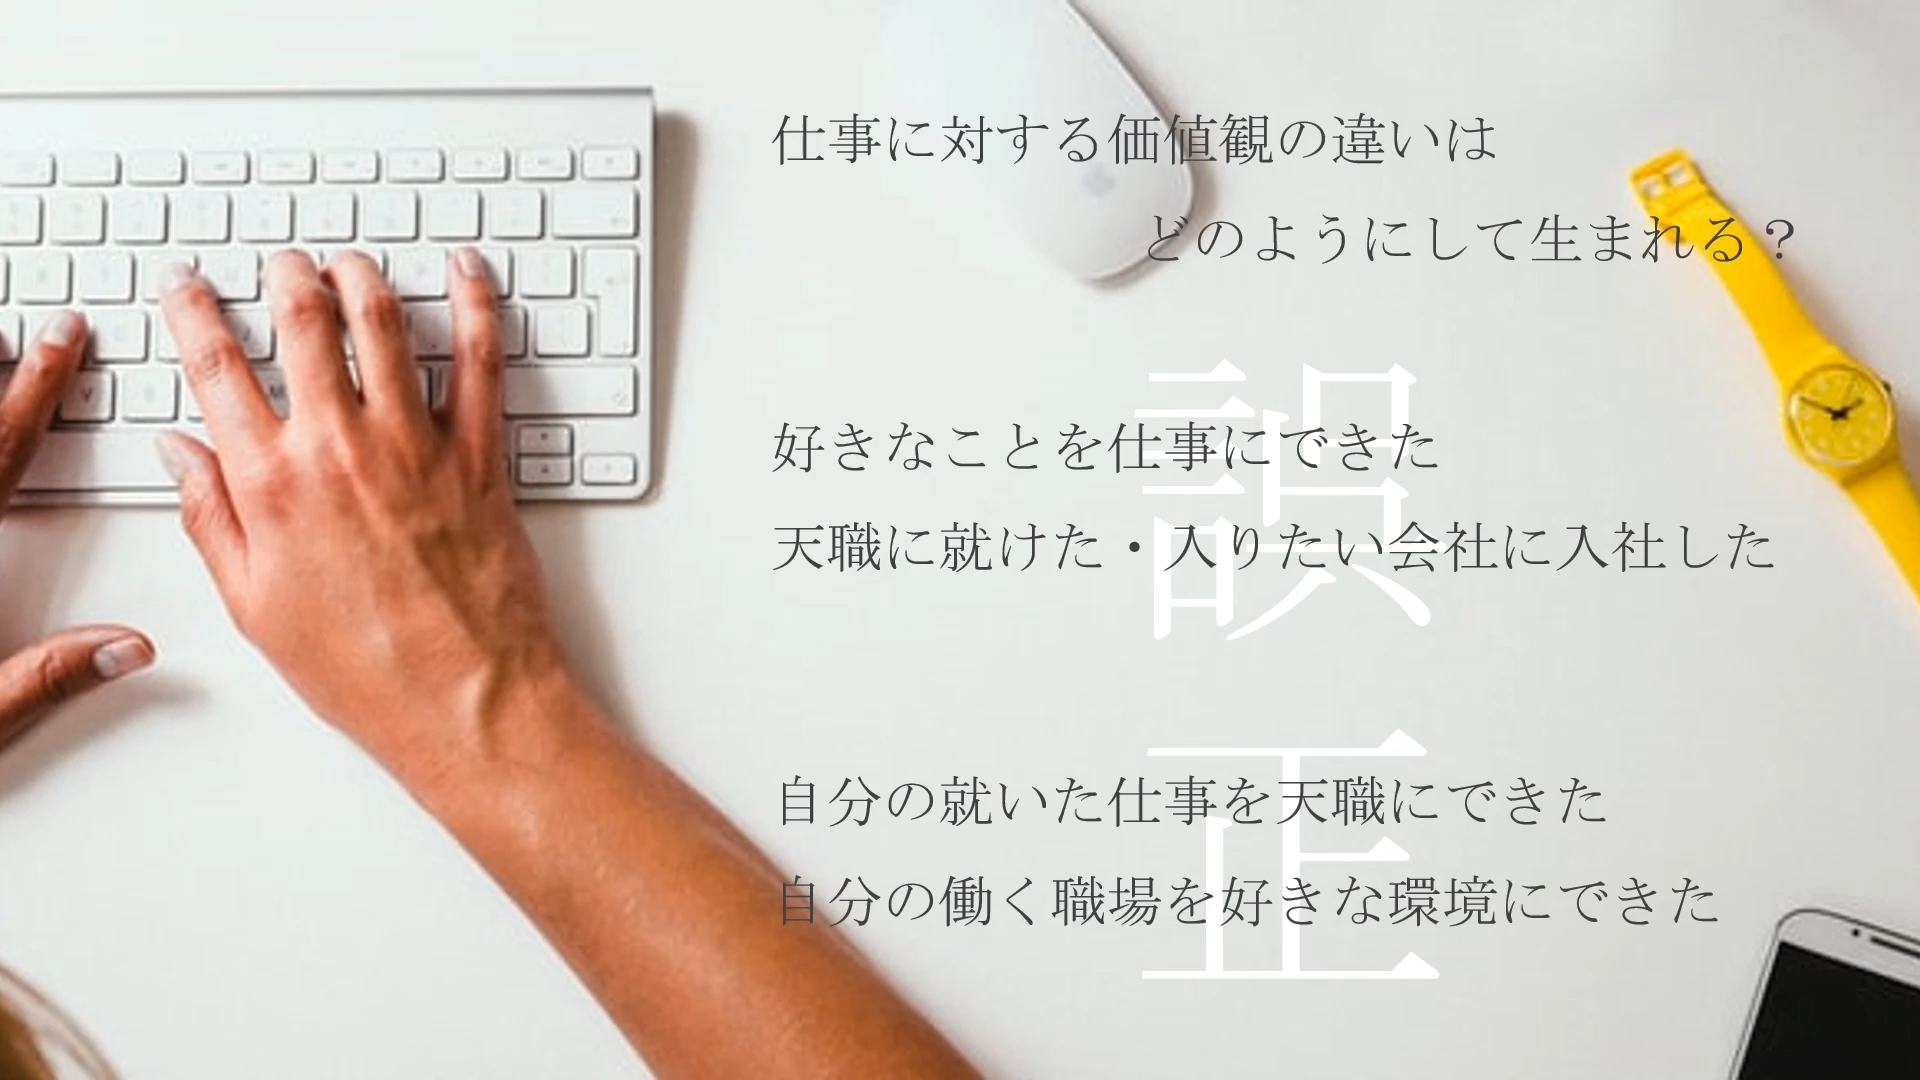 仕事に対する価値観の違いは
どのようにして生まれる？
誤
好きなことを仕事にできた
天職に就けた・入りたい会社に入社した
正
自分の就いた仕事を天職にできた
自分の働く職場を好きな環境にできた